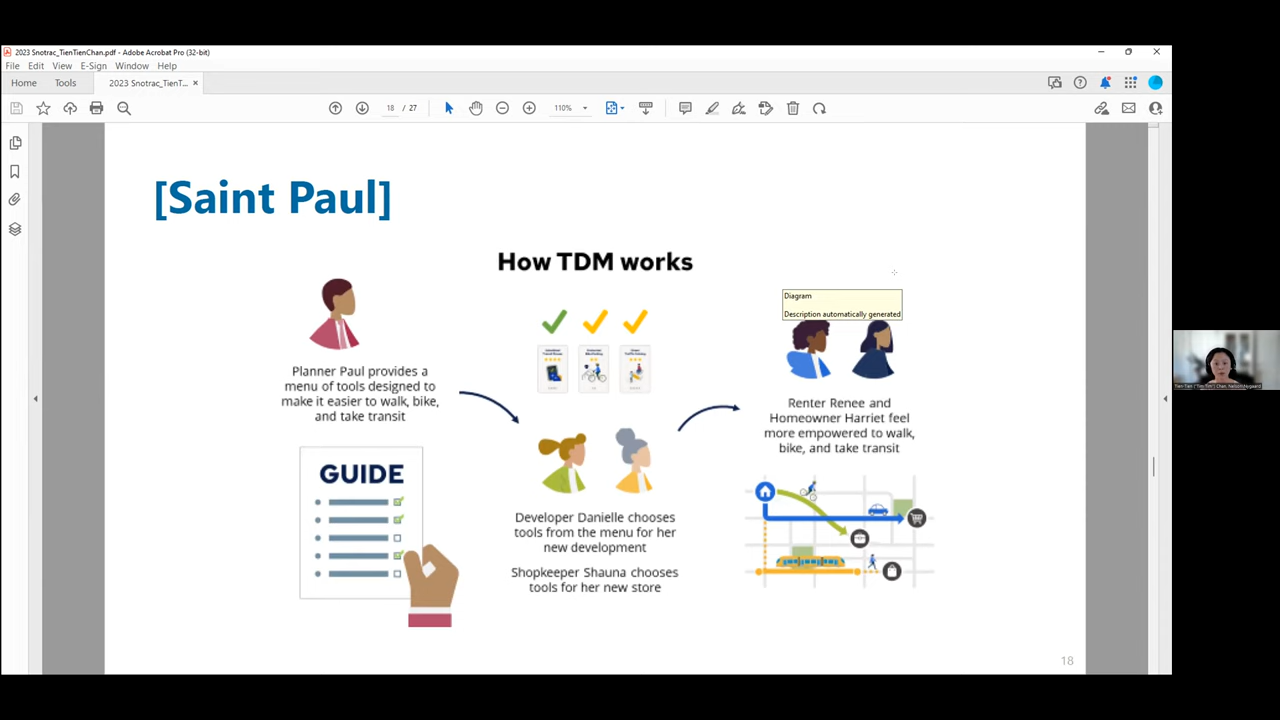 2023 Snotrac_TienTienChan.pdf - Adobe Acrobat Pro (32-bit)
File Edit View E-Sign Window Help
Home Tools 2023 Snotrac_TienT... ×
18 / 27 110%
[Saint Paul]
How TDM works
Diagram
Description automatically generated
Planner Paul provides a
menu of tools designed to
make it easier to walk, bike,
and take transit
GUIDE
Developer Danielle chooses
tools from the menu for her
new development
Shopkeeper Shauna chooses
tools for her new store
Renter Renee and
Homeowner Harriet feel
more empowered to walk,
bike, and take transit
18